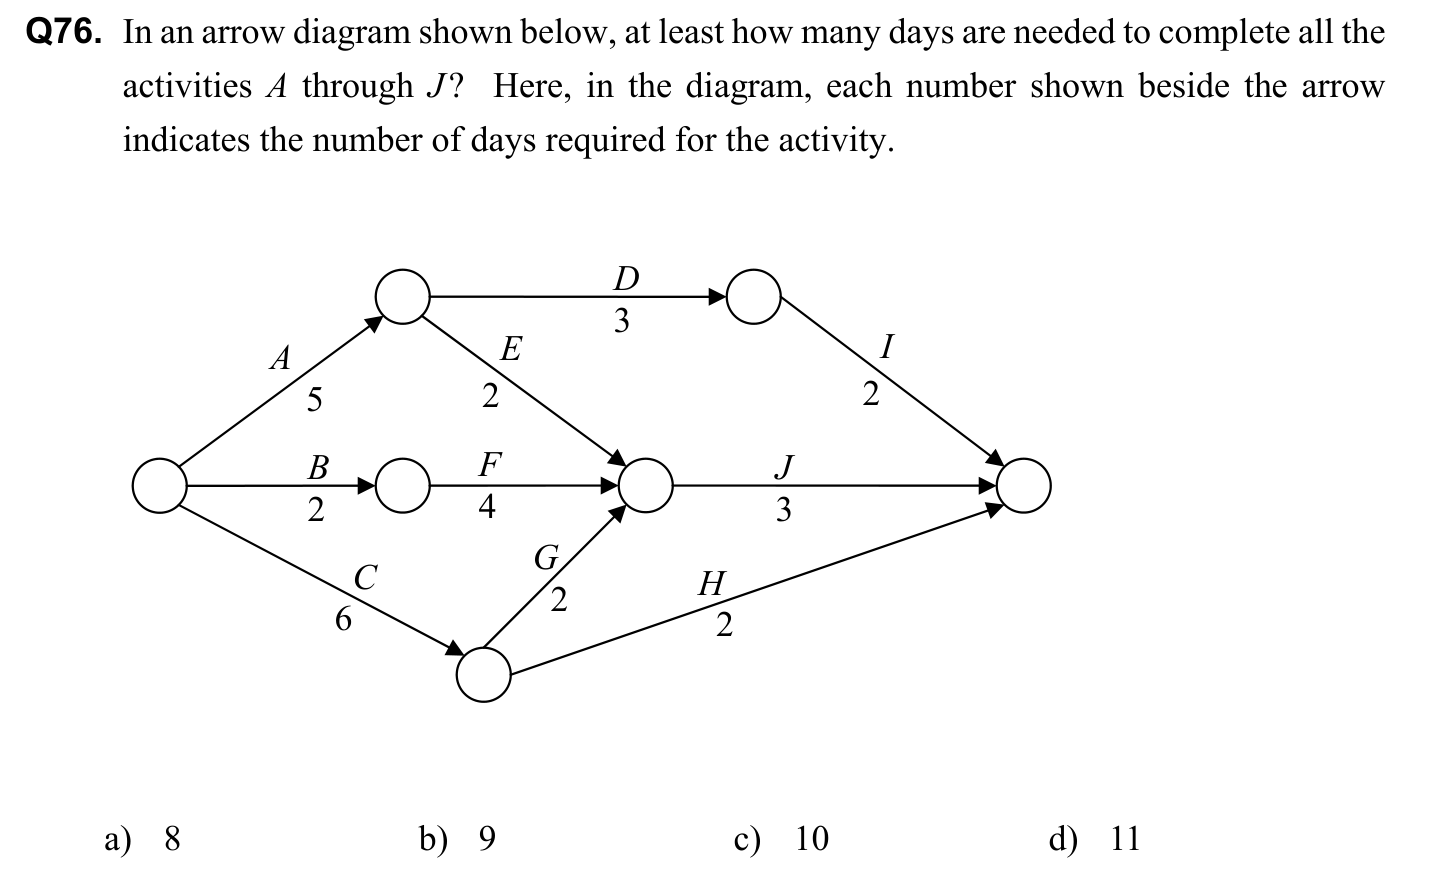 Q76. In an arrow diagram shown below, at least how many days are needed to complete all the
activities A through J? Here, in the diagram, each number shown beside the arrow
indicates the number of days required for the activity.
D
3
A
5
E
2
I
2
B
2
F
4
J
3
C
6
G
2
H
2
a) 8 b) 9 c) 10 d) 11